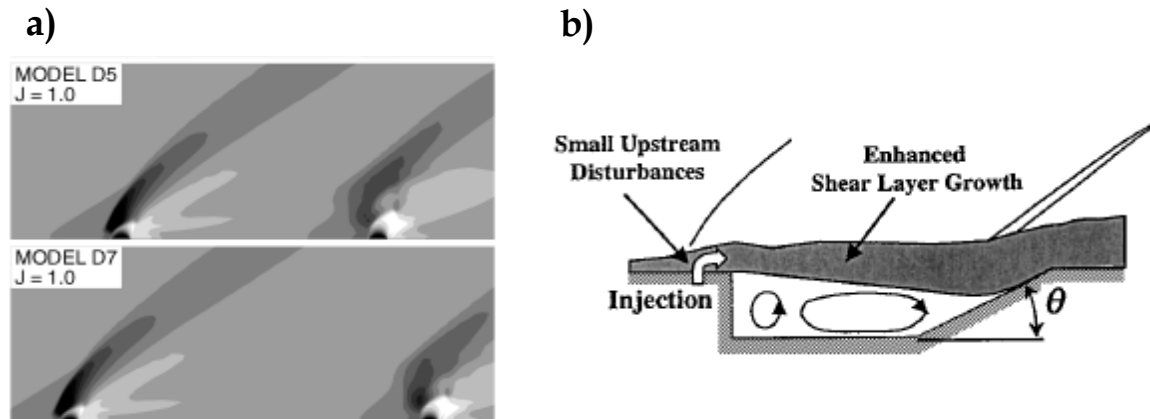 a)
MODEL D5
J = 1.0
MODEL D7
J = 1.0
b)
Small Upstream
Disturbances
Enhanced
Shear Layer Growth
Injection
θ